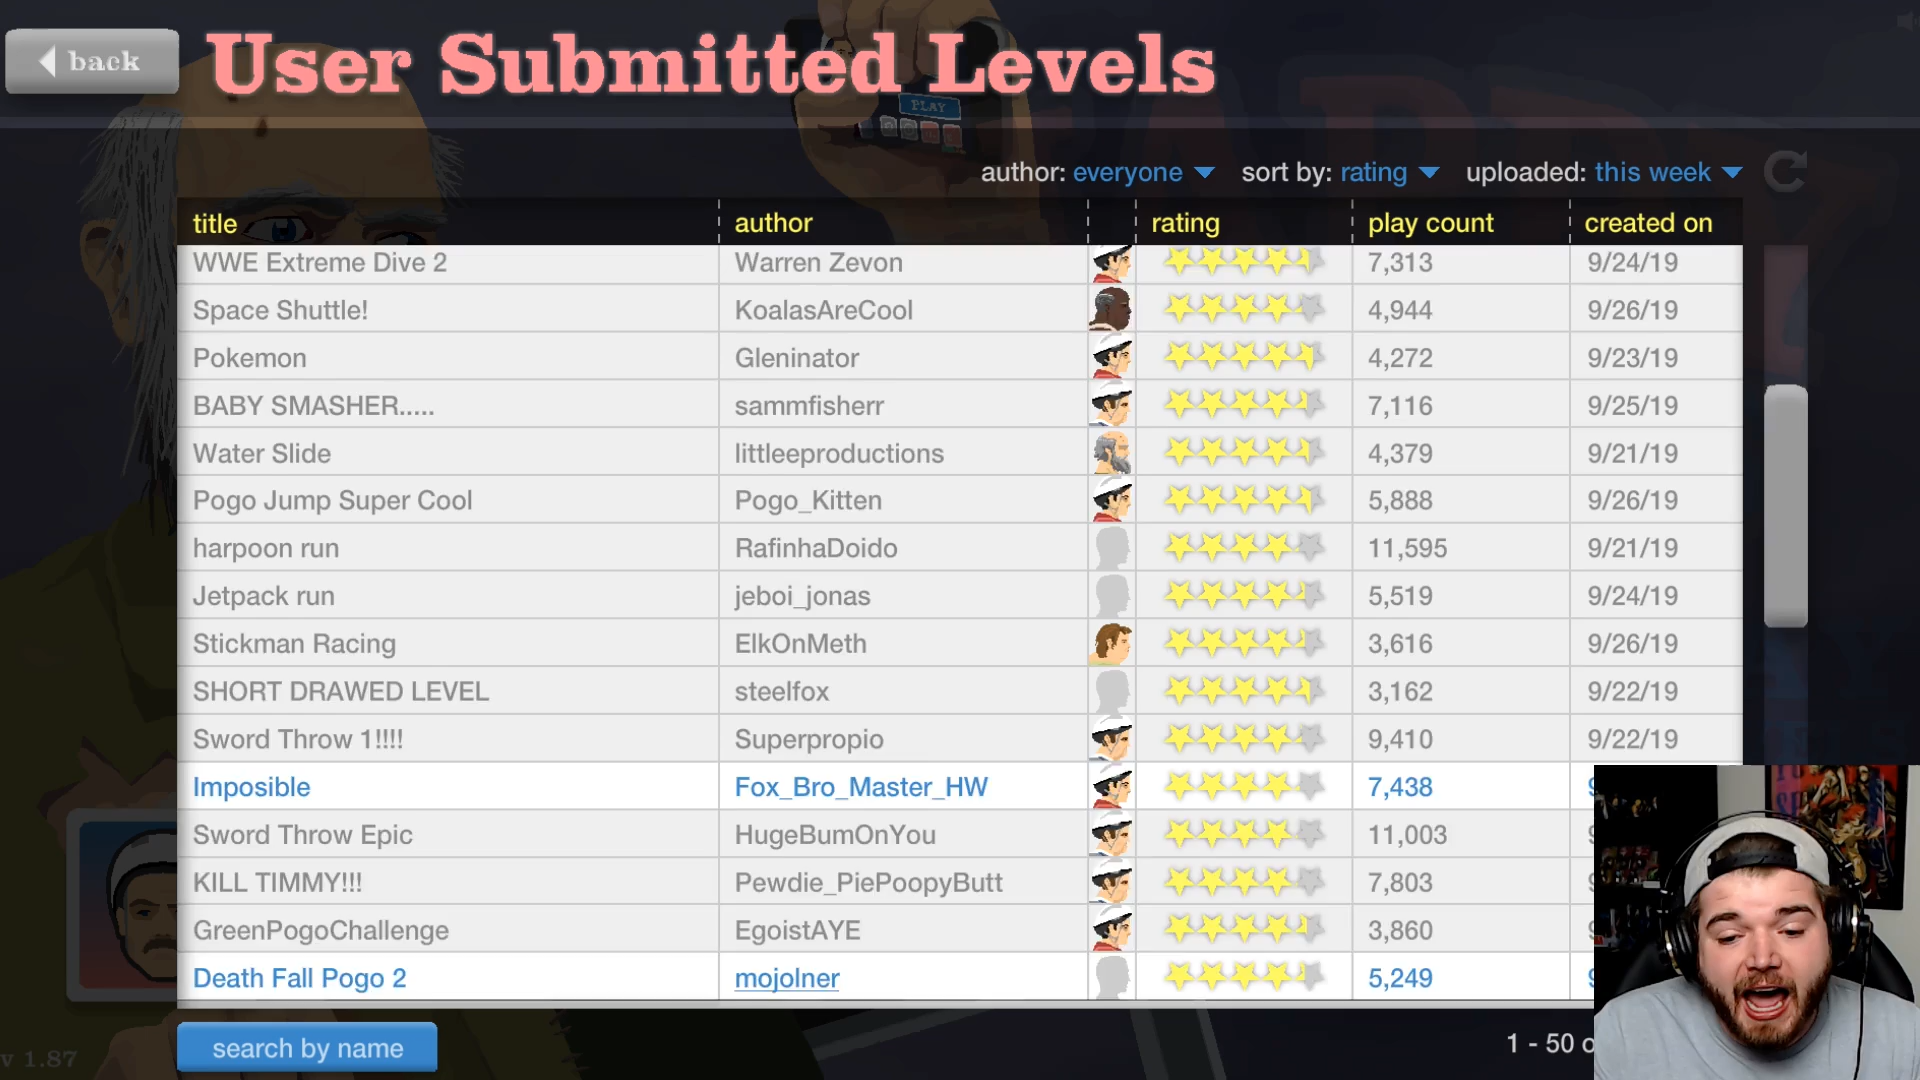 back
User Submitted Levels
PLAY
author: everyone sort by: rating uploaded: this week
title author rating play count created on
WWE Extreme Dive 2 Warren Zevon 7,313 9/24/19
Space Shuttle! KoalasAreCool 4,944 9/26/19
Pokemon Gleninator 4,272 9/23/19
BABY SMASHER..... sammfisherr 7,116 9/25/19
Water Slide littleeproductions 4,379 9/21/19
Pogo Jump Super Cool Pogo_Kitten 5,888 9/26/19
harpoon run RafinhaDoido 11,595 9/21/19
Jetpack run jeboi_jonas 5,519 9/24/19
Stickman Racing ElkOnMeth 3,616 9/26/19
SHORT DRAWED LEVEL steelfox 3,162 9/22/19
Sword Throw 1!!!! Superpropio 9,410 9/22/19
Imposible Fox_Bro_Master_HW 7,438
Sword Throw Epic HugeBumOnYou 11,003
KILL TIMMY!!! Pewdie_PiePoopyButt 7,803
GreenPogoChallenge EgoistAYE 3,860
Death Fall Pogo 2 mojolner 5,249
search by name
1 - 50
v 1.87